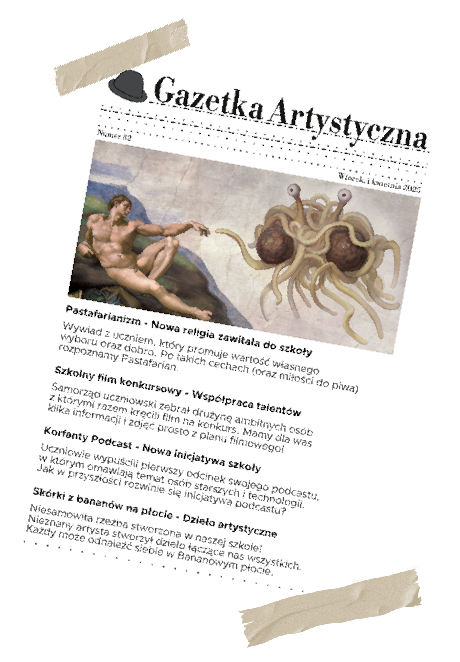 Gazetka Artystyczna
Numer 82
Wtorek, 1 kwietnia 2025
Pastafarianizm - Nowa religia zawitała do szkoły
Wywiad z uczniem, który promuje wartość własnego
wyboru oraz dobro. Po takich cechach (oraz miłości do piwa)
rozpoznamy Pastafarian.
Szkolny film konkursowy - Współpraca talentów
Samorząd uczniowski zebrał drużynę ambitnych osób
z którymi razem kręcili film na konkurs. Mamy dla was
kilka informacji i zdjęć prosto z planu filmowego!
Korfanty Podcast - Nowa inicjatywa szkoły
Uczniowie wypuścili pierwszy odcinek swojego podcastu,
w którym omawiają temat osób starszych i technologii.
Jak w przyszłości rozwinie się inicjatywa podcastu?
Skórki z bananów na płocie - Dzieło artystyczne
Niesamowita rzeźba stworzona w naszej szkole!
Nieznany artysta stworzył dzieło łączące nas wszystkich.
Każdy może odnaleźć siebie w Bananowym płocie.